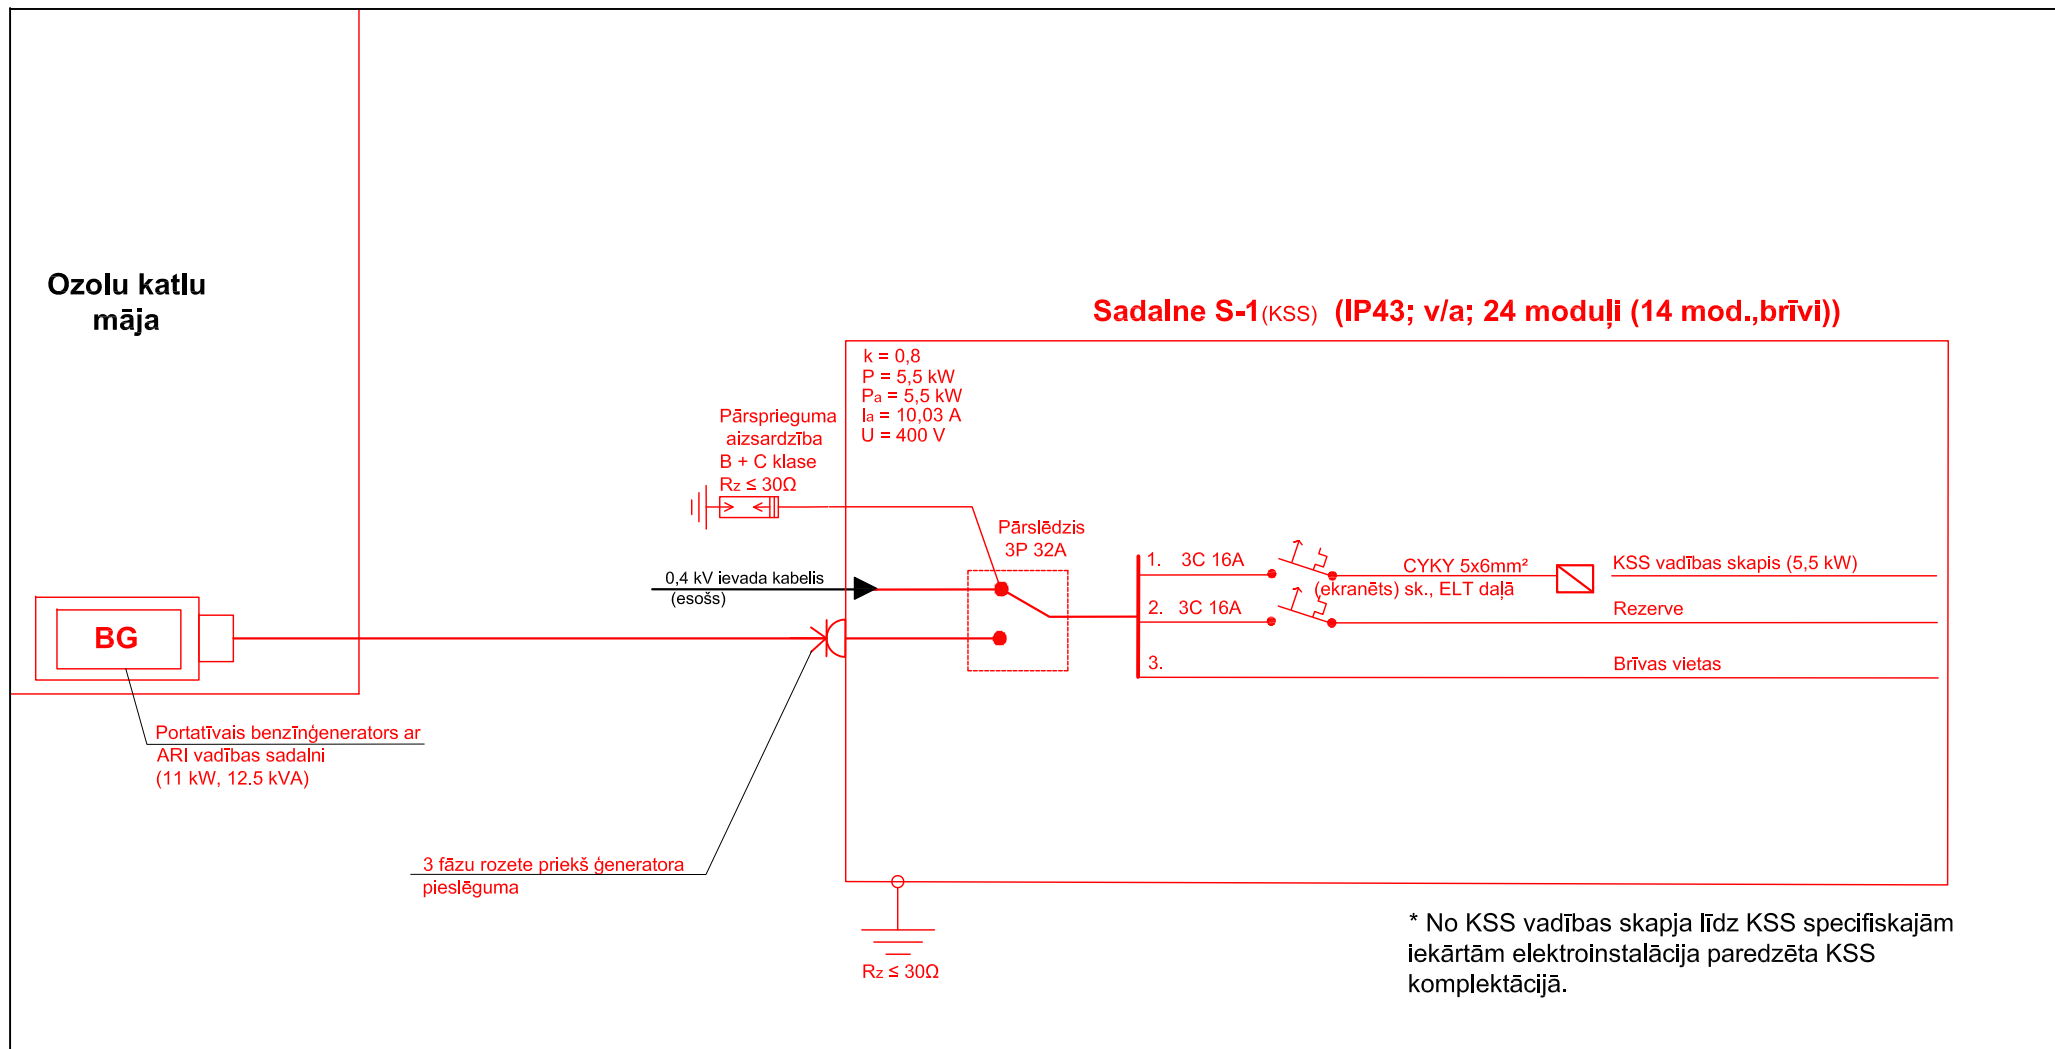 Ozolu katlu
māja
Sadalne S-1(KSS) (IP43; v/a; 24 moduļi (14 mod.,brīvi))
k = 0,8
P = 5,5 kW
Pa = 5,5 kW
Ia = 10,03 A
U = 400 V
Pārsprieguma
aizsardzība
B + C klase
Rz ≤ 30Ω
Pārslēdzis
3P 32A
0,4 kV ievada kabelis
(esošs)
1. 3C 16A
CYKY 5x6mm²
(ekranēts) sk., ELT daļā
KSS vadības skapis (5,5 kW)
2. 3C 16A
Rezerve
3.
Brīvas vietas
BG
Portatīvais benzīnģenerators ar
ARI vadības sadalni
(11 kW, 12.5 kVA)
3 fāzu rozete priekš ģeneratora
pieslēguma
Rz ≤ 30Ω
* No KSS vadības skapja līdz KSS specifiskajām
iekārtām elektroinstalācija paredzēta KSS
komplektācijā.